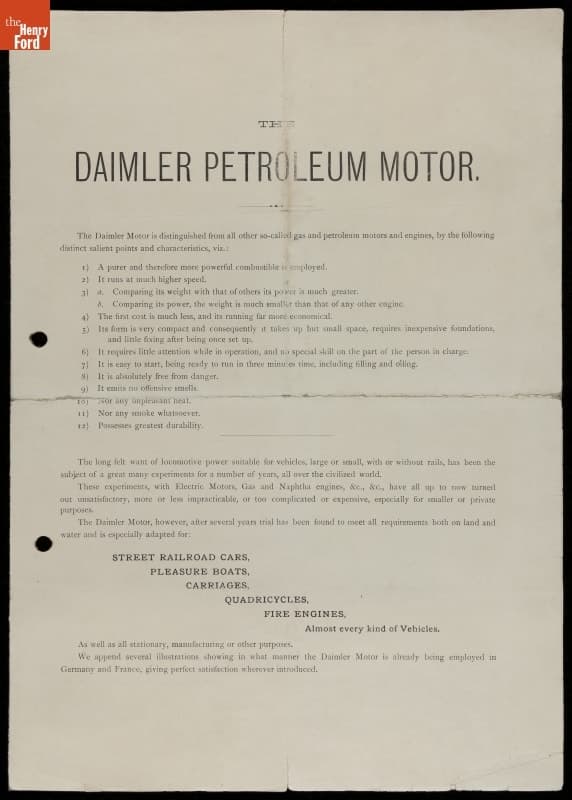 the
Henry
Ford
THE
DAIMLER PETROLEUM MOTOR.
The Daimler Motor is distinguished from all other so-called gas and petroleum motors and engines, by the following
distinct salient points and characteristics, viz.:
1) A purer and therefore more powerful combustible is employed.
2) It runs at much higher speed.
3) a. Comparing its weight with that of others its power is much greater.
b. Comparing its power, the weight is much smaller than that of any other engine.
4) The first cost is much less, and its running far more economical.
5) Its form is very compact and consequently it takes up but small space, requires inexpensive foundations,
and little fixing after being once set up.
6) It requires little attention while in operation, and no special skill on the part of the person in charge.
7) It is easy to start, being ready to run in three minutes time, including filling and oiling.
8) It is absolutely free from danger.
9) It emits no offensive smells.
10) Nor any unpleasant heat.
11) Nor any smoke whatsoever.
12) Possesses greatest durability.
The long felt want of locomotive power suitable for vehicles, large or small, with or without rails, has been the
subject of a great many experiments for a number of years, all over the civilized world.
These experiments, with Electric Motors, Gas and Naphtha engines, &c., &c., have all up to now turned
out unsatisfactory, more or less impracticable, or too complicated or expensive, especially for smaller or private
purposes.
The Daimler Motor, however, after several years trial has been found to meet all requirements both on land and
water and is especially adapted for:
STREET RAILROAD CARS,
PLEASURE BOATS,
CARRIAGES,
QUADRICYCLES,
FIRE ENGINES,
Almost every kind of Vehicles.
As well as all stationary, manufacturing or other purposes.
We append several illustrations showing in what manner the Daimler Motor is already being employed in
Germany and France, giving perfect satisfaction wherever introduced.